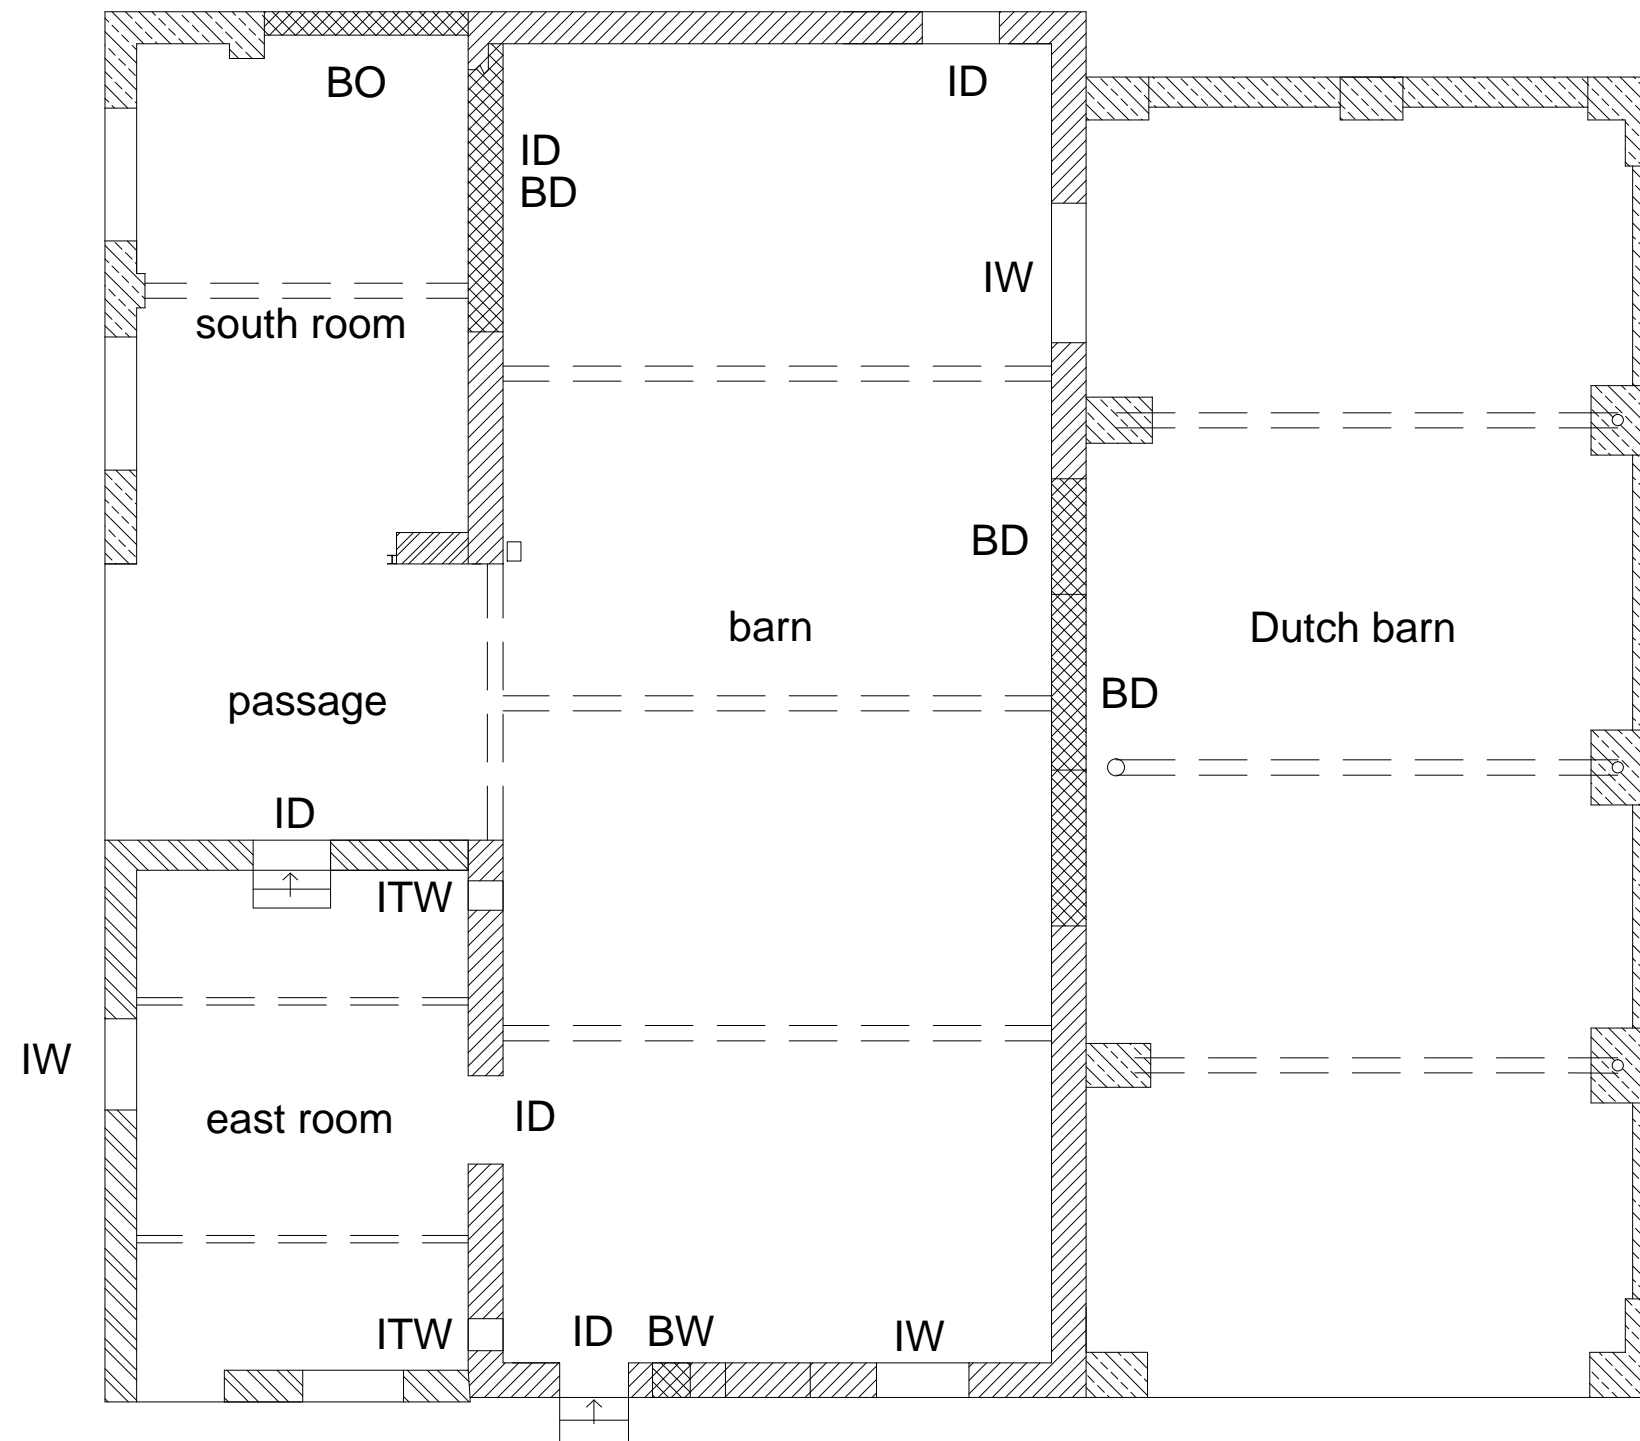 BO
ID
ID
BD
IW
south room
BD
barn
Dutch barn
passage
BD
ID
ITW
IW
east room
ID
ITW
ID
BW
IW